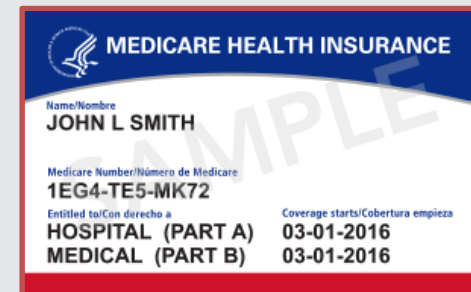 MEDICARE HEALTH INSURANCE
Name/Nombre
JOHN L SMITH
Medicare Number/Número de Medicare
1EG4-TE5-MK72
Entitled to/Con derecho a Coverage starts/Cobertura empieza
HOSPITAL (PART A) 03-01-2016
MEDICAL (PART B) 03-01-2016
SAMPLE